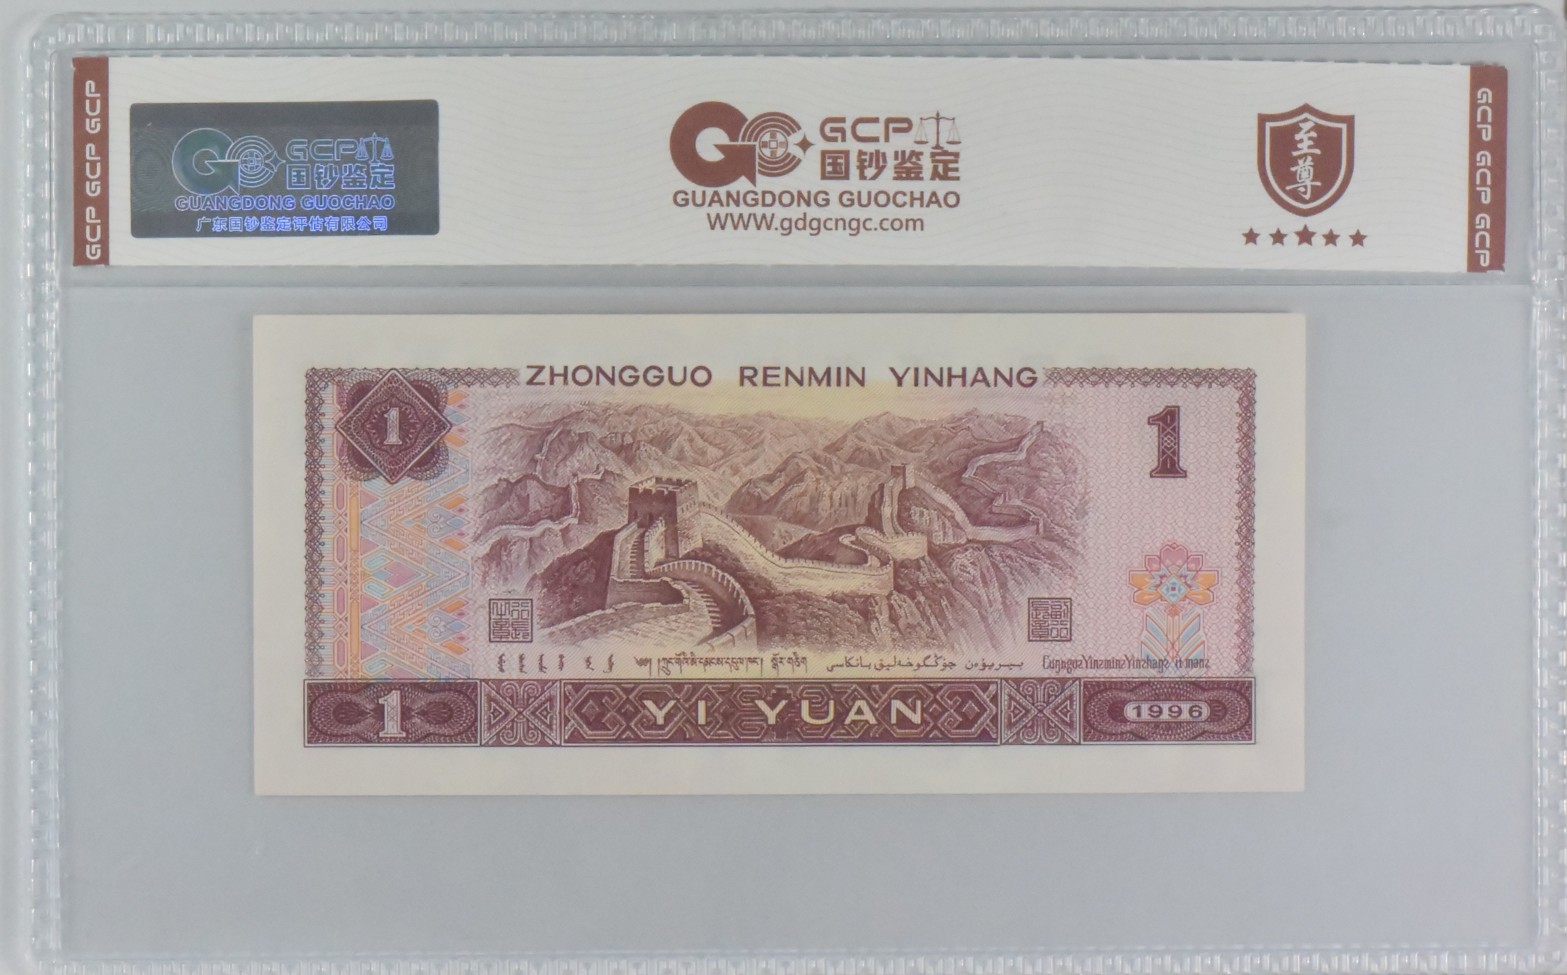 GCP GCP GCP
GCP
国钞鉴定
GUANGDONG GUOCHAO
广东国钞鉴定评估有限公司
GCP
国钞鉴定
GUANGDONG GUOCHAO
WWW.gdgcngc.com
至尊
GCP GCP GCP
ZHONGGUO RENMIN YINHANG
1
1
1
YI YUAN
1996